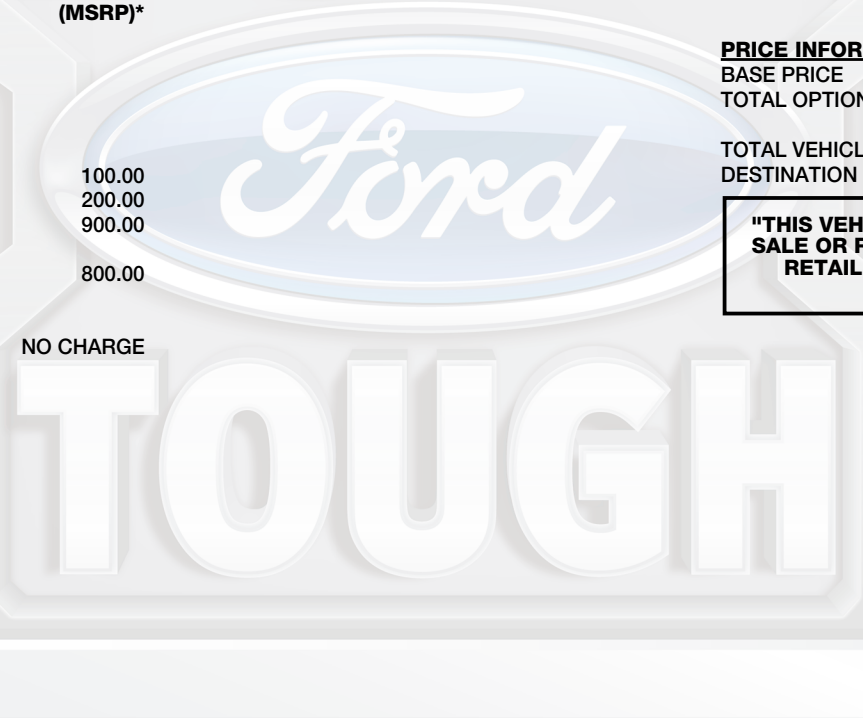 (MSRP)*
100.00
200.00
900.00
800.00
NO CHARGE
PRICE INFOR
BASE PRICE
TOTAL OPTION
TOTAL VEHICL
DESTINATION
"THIS VEH
SALE OR
RETAIL
Ford
TOUGH